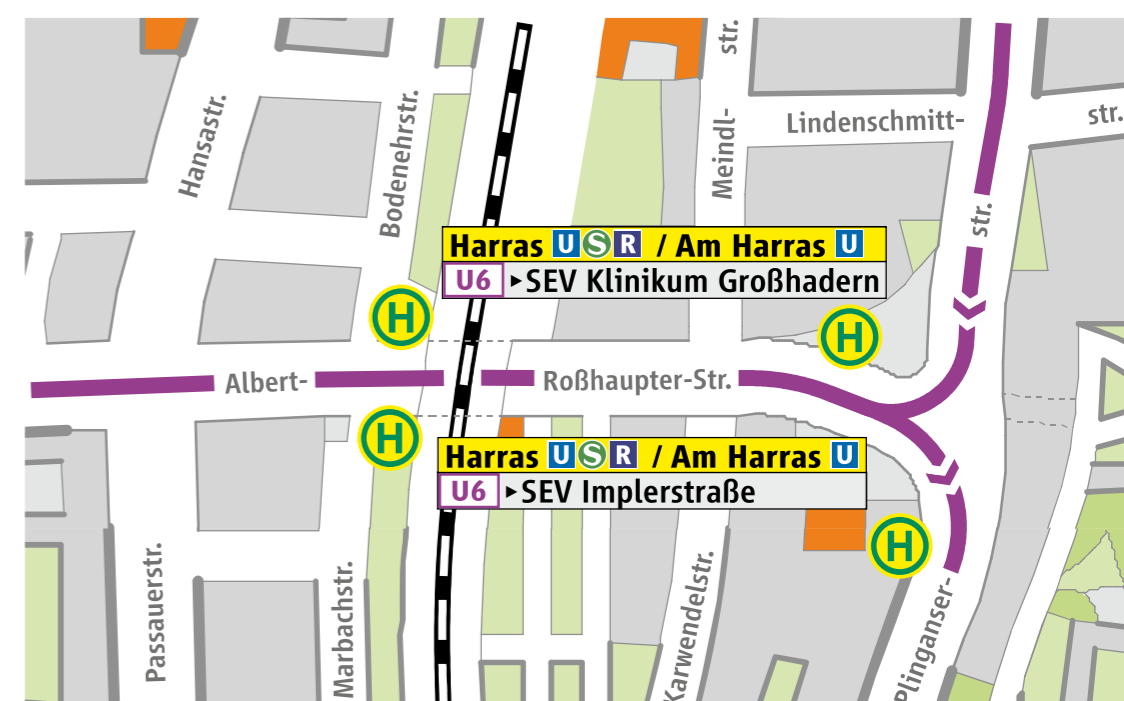 str.
Lindenschmitt-
str.
Hansastr.
Bodenehrstr.
Meindl-
str.
Harras U S R / Am Harras U
U6 ▸SEV Klinikum Großhadern
H
H
Albert-
Roßhaupter-Str.
H
Harras U S R / Am Harras U
U6 ▸SEV Implerstraße
H
Passauerstr.
Marbachstr.
Karwendelstr.
Plinganser-